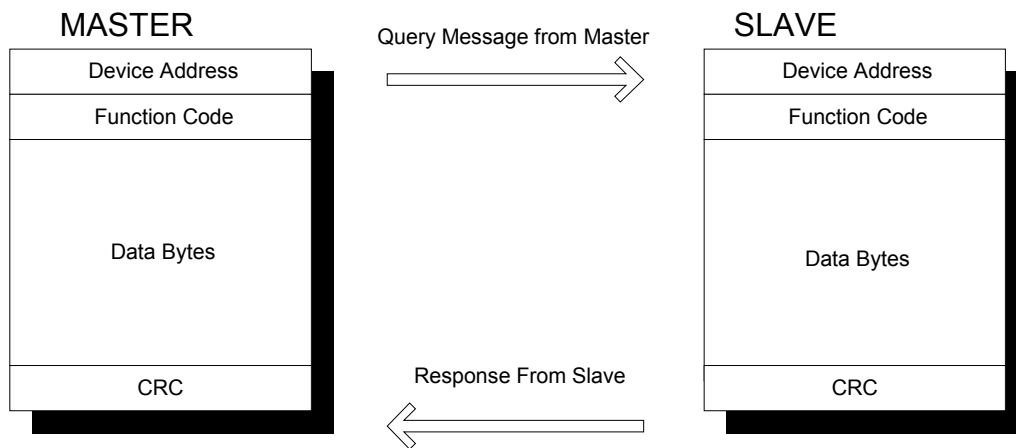 MASTER
Device Address
Function Code
Data Bytes
CRC
Query Message from Master
Response From Slave
SLAVE
Device Address
Function Code
Data Bytes
CRC